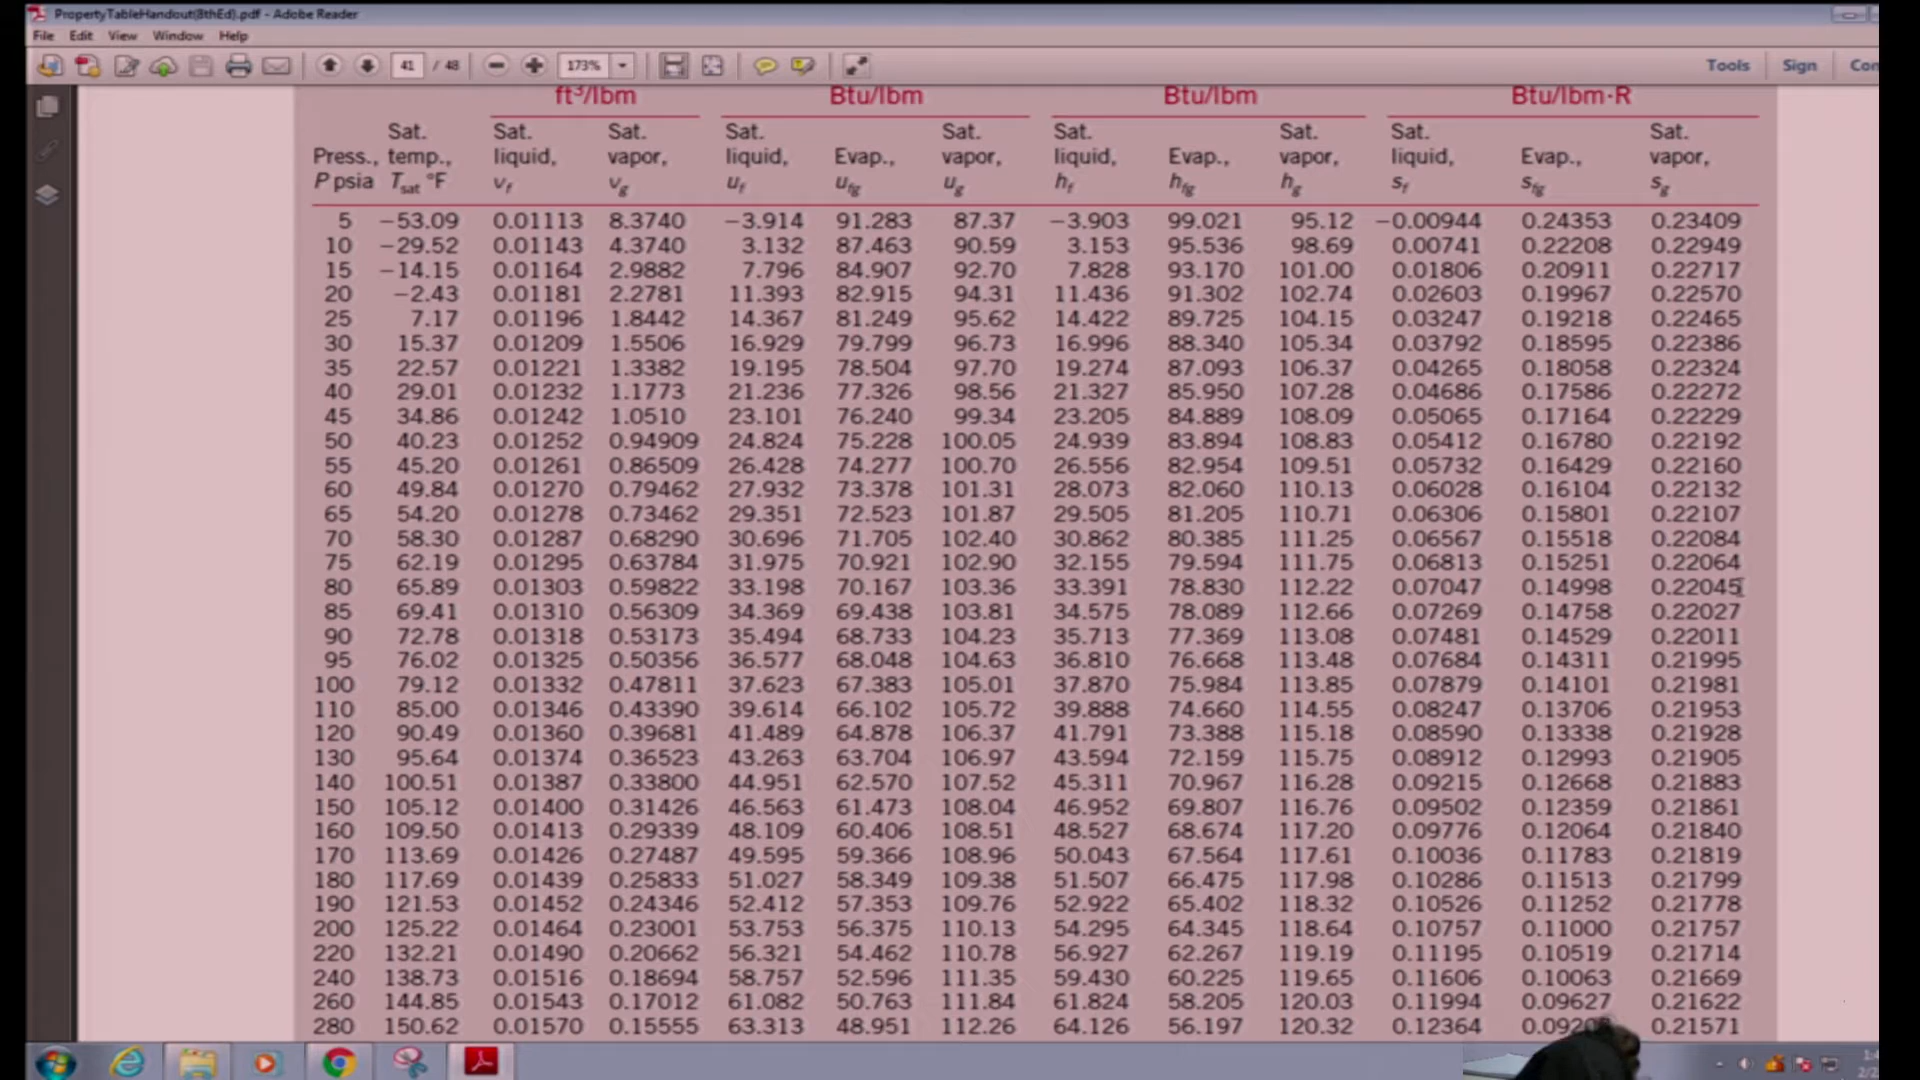 PropertyTableHandout(8thEd).pdf - Adobe Reader
File Edit View Window Help
41 / 48 173% Tools Sign
ft³/lbm Btu/lbm Btu/lbm Btu/lbm·R
Sat. Sat. Sat. Sat. Sat. Sat. Sat. Sat.
Press., temp., liquid, vapor, liquid, Evap., vapor, liquid, Evap., vapor, liquid, Evap., vapor,
P psia Tsat °F vf vg uf ufg ug hf hfg hg sf sfg sg
5 −53.09 0.01113 8.3740 −3.914 91.283 87.37 −3.903 99.021 95.12 −0.00944 0.24353 0.23409
10 −29.52 0.01143 4.3740 3.132 87.463 90.59 3.153 95.536 98.69 0.00741 0.22208 0.22949
15 −14.15 0.01164 2.9882 7.796 84.907 92.70 7.828 93.170 101.00 0.01806 0.20911 0.22717
20 −2.43 0.01181 2.2781 11.393 82.915 94.31 11.436 91.302 102.74 0.02603 0.19967 0.22570
25 7.17 0.01196 1.8442 14.367 81.249 95.62 14.422 89.725 104.15 0.03247 0.19218 0.22465
30 15.37 0.01209 1.5506 16.929 79.799 96.73 16.996 88.340 105.34 0.03792 0.18595 0.22386
35 22.57 0.01221 1.3382 19.195 78.504 97.70 19.274 87.093 106.37 0.04265 0.18058 0.22324
40 29.01 0.01232 1.1773 21.236 77.326 98.56 21.327 85.950 107.28 0.04686 0.17586 0.22272
45 34.86 0.01242 1.0510 23.101 76.240 99.34 23.205 84.889 108.09 0.05065 0.17164 0.22229
50 40.23 0.01252 0.94909 24.824 75.228 100.05 24.939 83.894 108.83 0.05412 0.16780 0.22192
55 45.20 0.01261 0.86509 26.428 74.277 100.70 26.556 82.954 109.51 0.05732 0.16429 0.22160
60 49.84 0.01270 0.79462 27.932 73.378 101.31 28.073 82.060 110.13 0.06028 0.16104 0.22132
65 54.20 0.01278 0.73462 29.351 72.523 101.87 29.505 81.205 110.71 0.06306 0.15801 0.22107
70 58.30 0.01287 0.68290 30.696 71.705 102.40 30.862 80.385 111.25 0.06567 0.15518 0.22084
75 62.19 0.01295 0.63784 31.975 70.921 102.90 32.155 79.594 111.75 0.06813 0.15251 0.22064
80 65.89 0.01303 0.59822 33.198 70.167 103.36 33.391 78.830 112.22 0.07047 0.14998 0.22045
85 69.41 0.01310 0.56309 34.369 69.438 103.81 34.575 78.089 112.66 0.07269 0.14758 0.22027
90 72.78 0.01318 0.53173 35.494 68.733 104.23 35.713 77.369 113.08 0.07481 0.14529 0.22011
95 76.02 0.01325 0.50356 36.577 68.048 104.63 36.810 76.668 113.48 0.07684 0.14311 0.21995
100 79.12 0.01332 0.47811 37.623 67.383 105.01 37.870 75.984 113.85 0.07879 0.14101 0.21981
110 85.00 0.01346 0.43390 39.614 66.102 105.72 39.888 74.660 114.55 0.08247 0.13706 0.21953
120 90.49 0.01360 0.39681 41.489 64.878 106.37 41.791 73.388 115.18 0.08590 0.13338 0.21928
130 95.64 0.01374 0.36523 43.263 63.704 106.97 43.594 72.159 115.75 0.08912 0.12993 0.21905
140 100.51 0.01387 0.33800 44.951 62.570 107.52 45.311 70.967 116.28 0.09215 0.12668 0.21883
150 105.12 0.01400 0.31426 46.563 61.473 108.04 46.952 69.807 116.76 0.09502 0.12359 0.21861
160 109.50 0.01413 0.29339 48.109 60.406 108.51 48.527 68.674 117.20 0.09776 0.12064 0.21840
170 113.69 0.01426 0.27487 49.595 59.366 108.96 50.043 67.564 117.61 0.10036 0.11783 0.21819
180 117.69 0.01439 0.25833 51.027 58.349 109.38 51.507 66.475 117.98 0.10286 0.11513 0.21799
190 121.53 0.01452 0.24346 52.412 57.353 109.76 52.922 65.402 118.32 0.10526 0.11252 0.21778
200 125.22 0.01464 0.23001 53.753 56.375 110.13 54.295 64.345 118.64 0.10757 0.11000 0.21757
220 132.21 0.01490 0.20662 56.321 54.462 110.78 56.927 62.267 119.19 0.11195 0.10519 0.21714
240 138.73 0.01516 0.18694 58.757 52.596 111.35 59.430 60.225 119.65 0.11606 0.10063 0.21669
260 144.85 0.01543 0.17012 61.082 50.763 111.84 61.824 58.205 120.03 0.11994 0.09627 0.21622
280 150.62 0.01570 0.15555 63.313 48.951 112.26 64.126 56.197 120.32 0.12364 0.21571